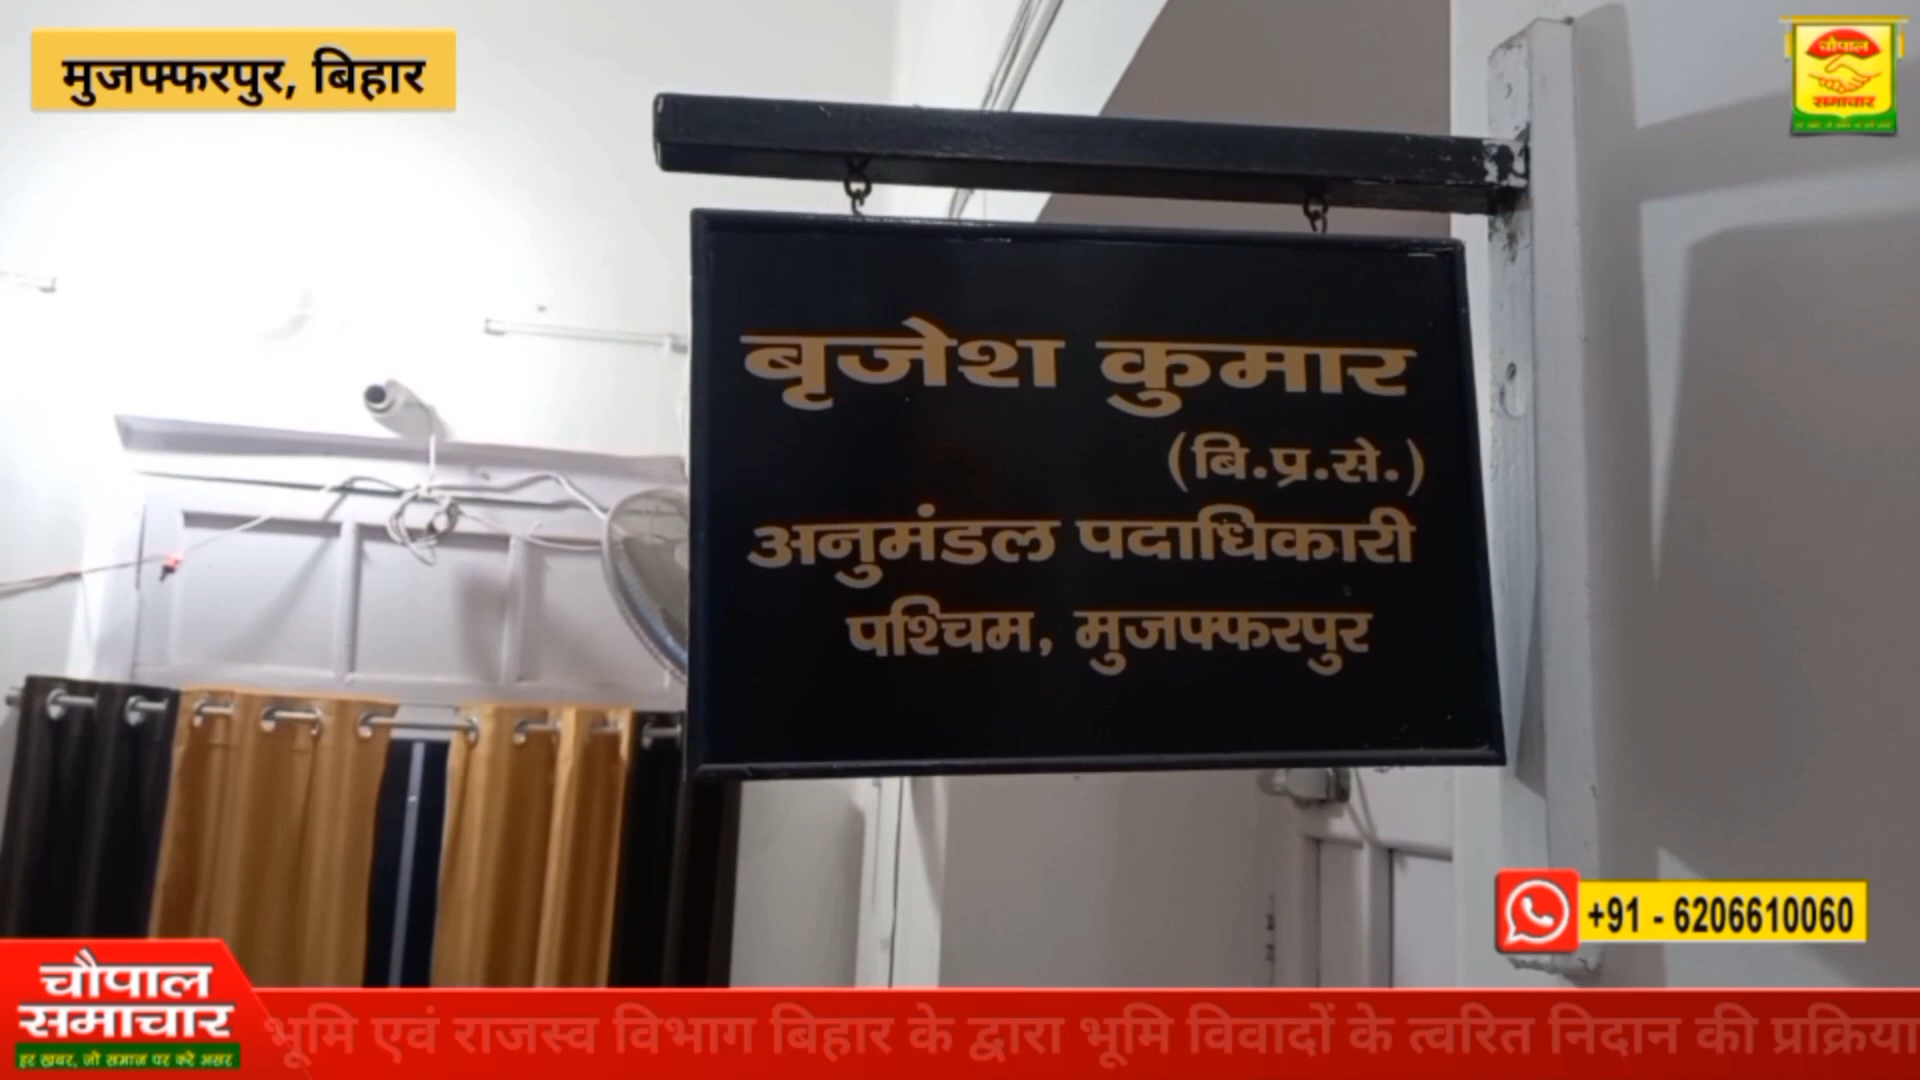 मुजफ्फरपुर, बिहार
चौपाल
समाचार
बृजेश कुमार
(बि.प्र.से.)
अनुमंडल पदाधिकारी
पश्चिम, मुजफ्फरपुर
+91 - 6206610060
चौपाल
समाचार
हर खबर, जो समाज पर करे असर
भूमि एवं राजस्व विभाग बिहार के द्वारा भूमि विवादों के त्वरित निदान की प्रक्रिया